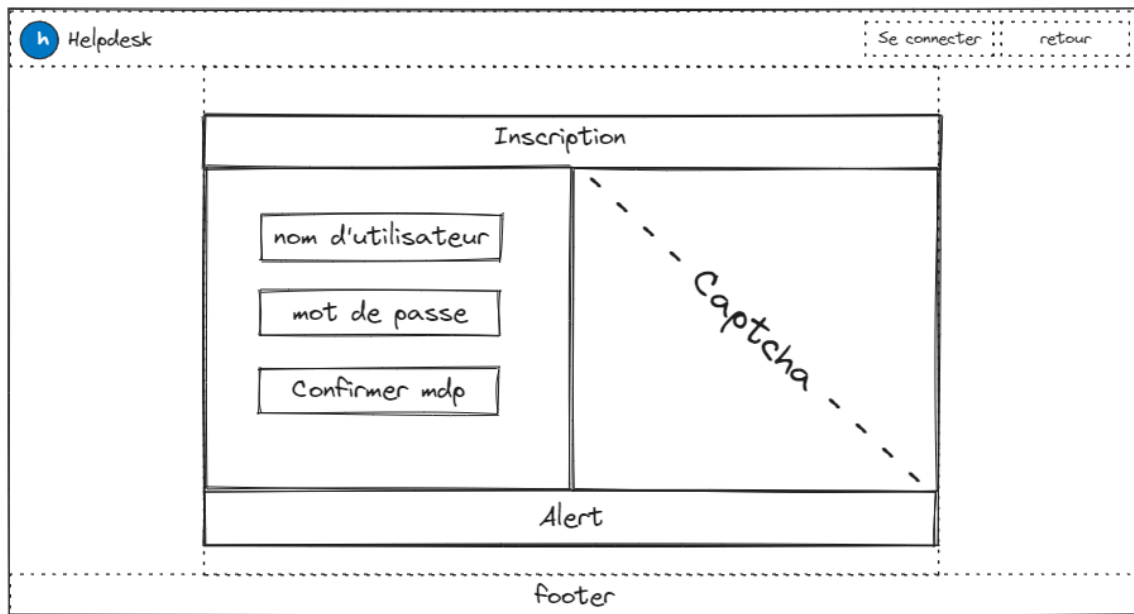 h Helpdesk
Se connecter
retour
Inscription
nom d'utilisateur
mot de passe
Confirmer mdp
Captcha
Alert
footer